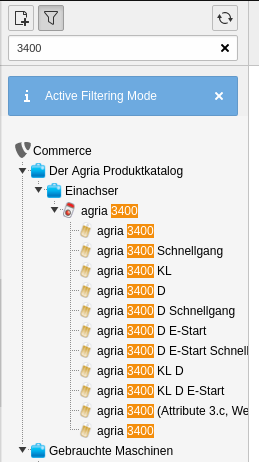 3400
Active Filtering Mode
Commerce
Der Agria Produktkatalog
Einachser
agria 3400
agria 3400
agria 3400 Schnellgang
agria 3400 KL
agria 3400 D
agria 3400 D Schnellgang
agria 3400 D E-Start
agria 3400 D E-Start Schnell
agria 3400 KL D
agria 3400 KL D E-Start
agria 3400 (Attribute 3.c, We
agria 3400
Gebrauchte Maschinen